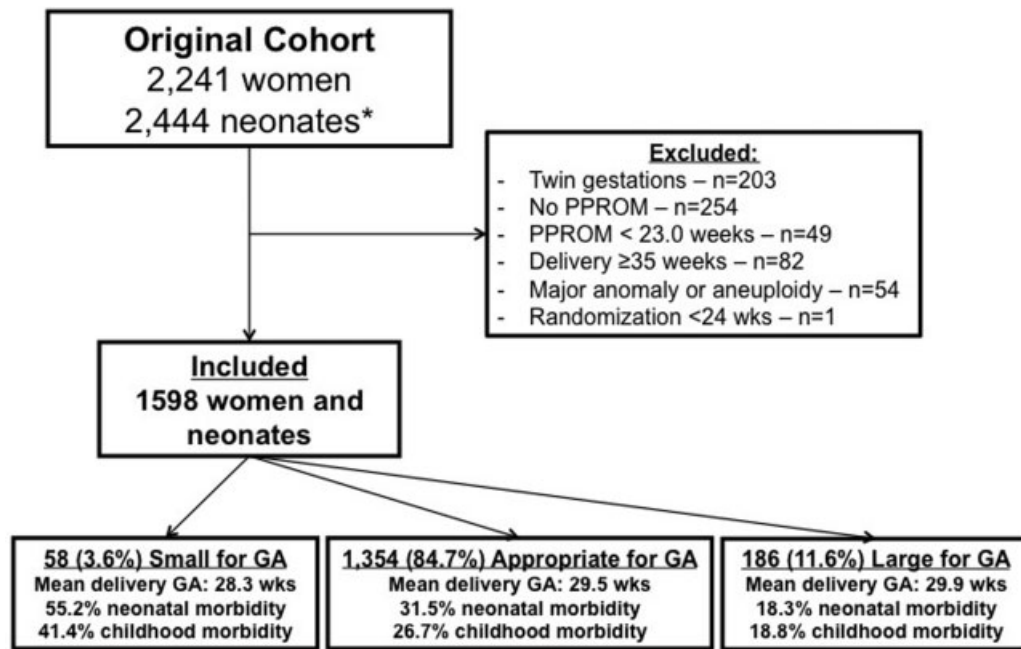 Original Cohort
2,241 women
2,444 neonates*
Excluded:
- Twin gestations – n=203
- No PPROM – n=254
- PPROM < 23.0 weeks – n=49
- Delivery ≥35 weeks – n=82
- Major anomaly or aneuploidy – n=54
- Randomization <24 wks – n=1
Included
1598 women and
neonates
58 (3.6%) Small for GA
Mean delivery GA: 28.3 wks
55.2% neonatal morbidity
41.4% childhood morbidity
1,354 (84.7%) Appropriate for GA
Mean delivery GA: 29.5 wks
31.5% neonatal morbidity
26.7% childhood morbidity
186 (11.6%) Large for GA
Mean delivery GA: 29.9 wks
18.3% neonatal morbidity
18.8% childhood morbidity